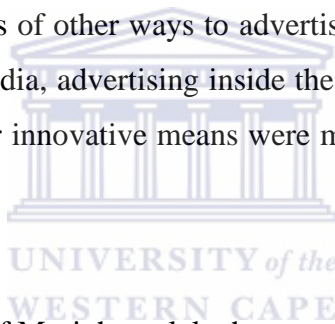 s of other ways to advertis
dia, advertising inside the
r innovative means were m
UNIVERSITY of the
WESTERN CAPE